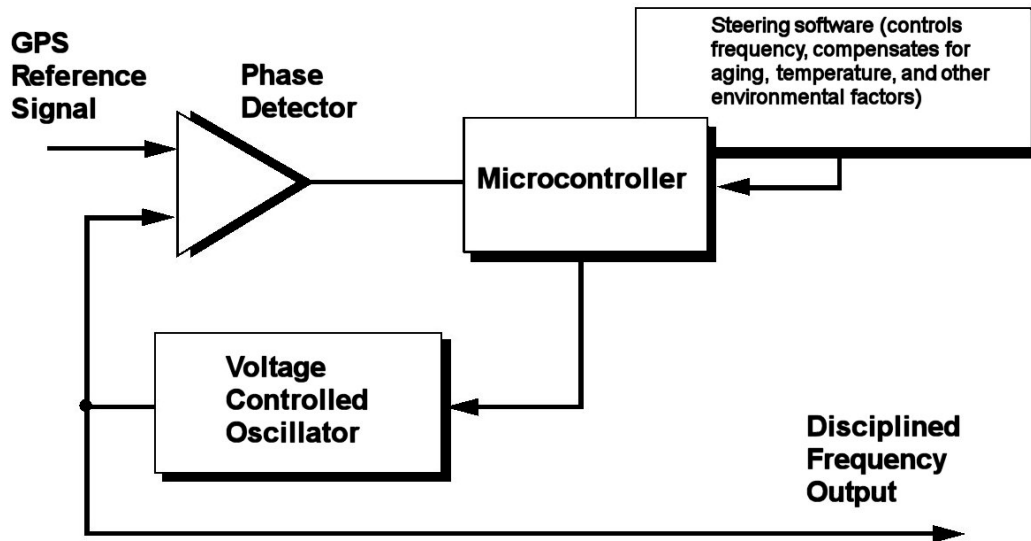 GPS
Reference
Signal
Phase
Detector
Steering software (controls
frequency, compensates for
aging, temperature, and other
environmental factors)
Microcontroller
Voltage
Controlled
Oscillator
Disciplined
Frequency
Output